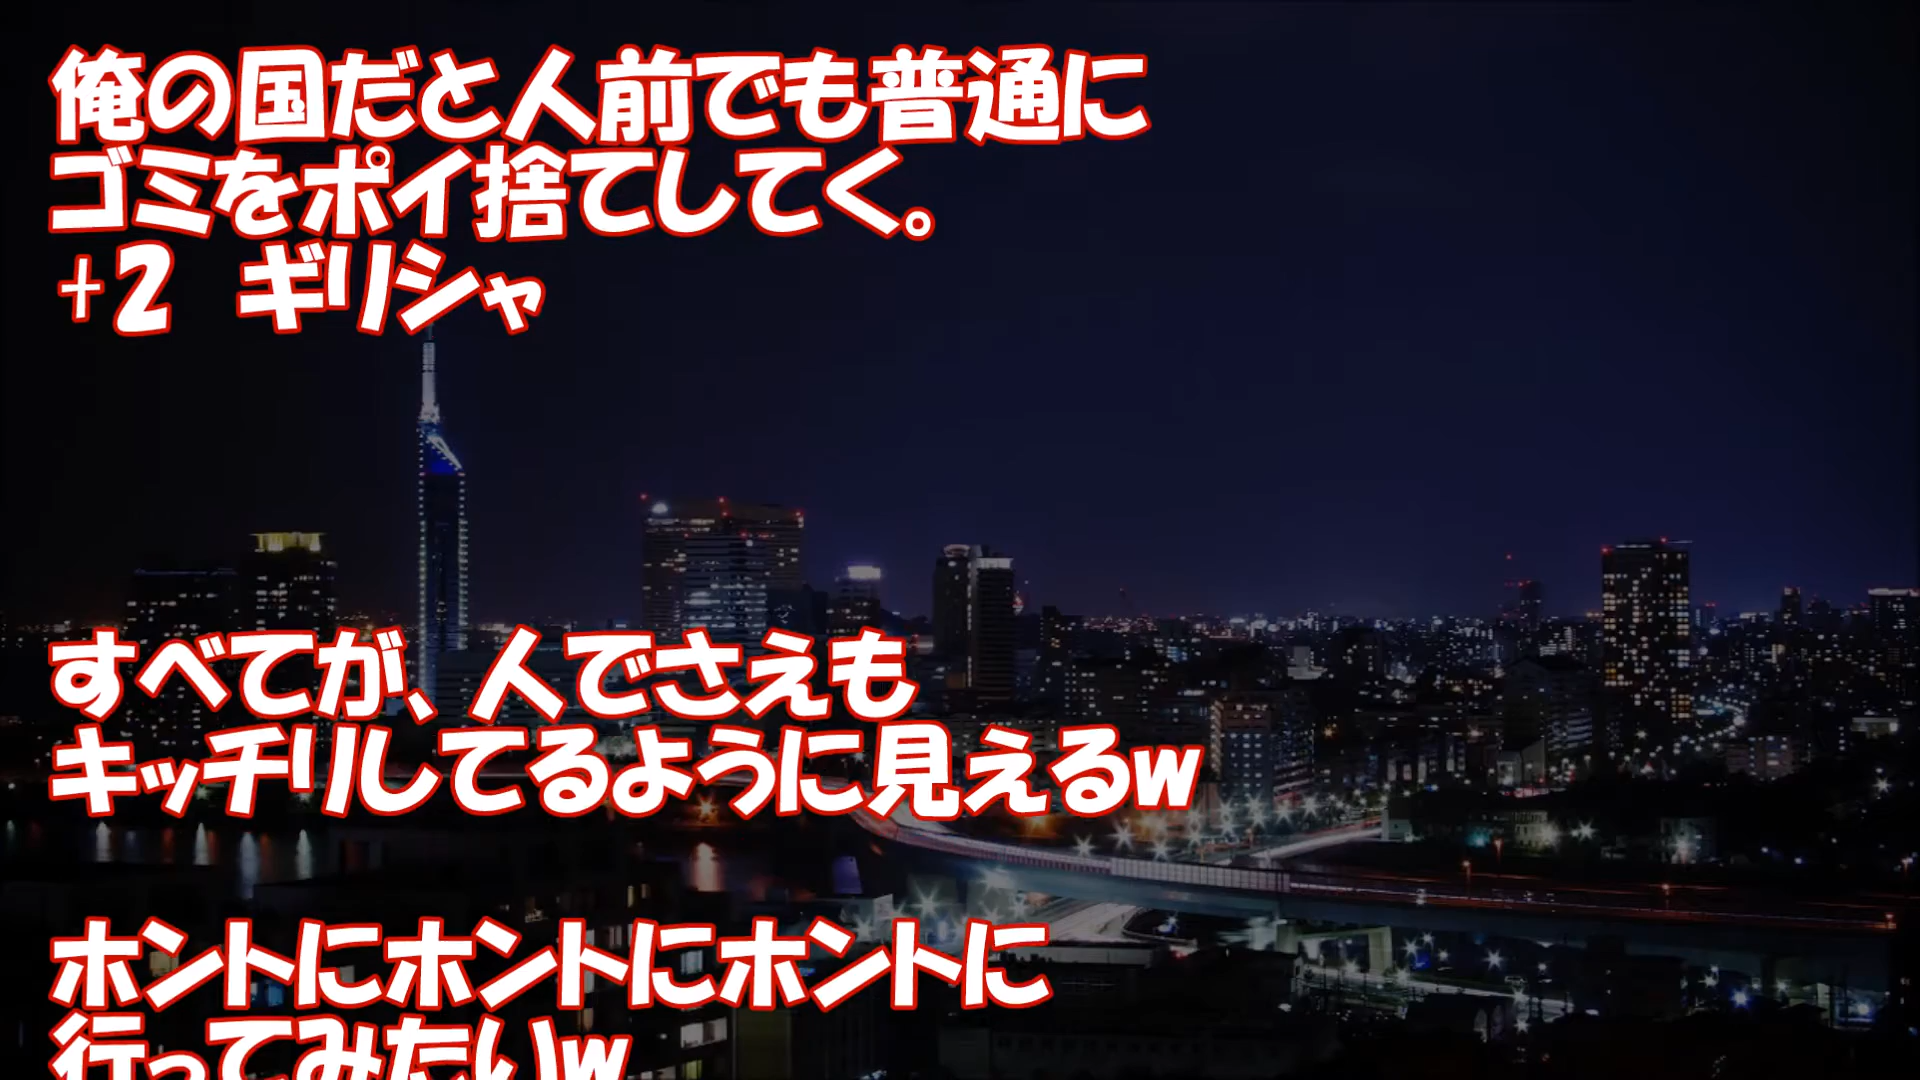 俺の国だと人前でも普通に
ゴミをポイ捨てしてく。
+2　ギリシャ
すべてが、人でさえも
キッチリしてるように見えるw
ホントにホントにホントに
行ってみたいw